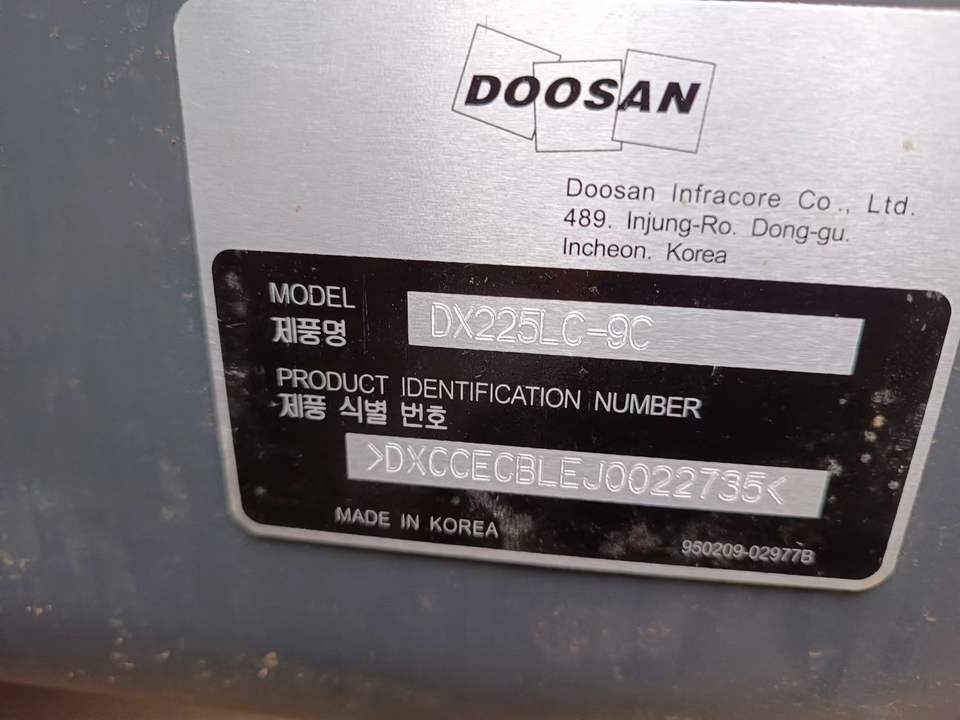 DOOSAN
Doosan Infracore Co., Ltd.
489. Injung-Ro. Dong-gu.
Incheon. Korea
MODEL
제품명
DX225LC-9C
PRODUCT IDENTIFICATION NUMBER
제품 식별 번호
>DXCCECBLEJ0022735<
MADE IN KOREA
950209-02977B